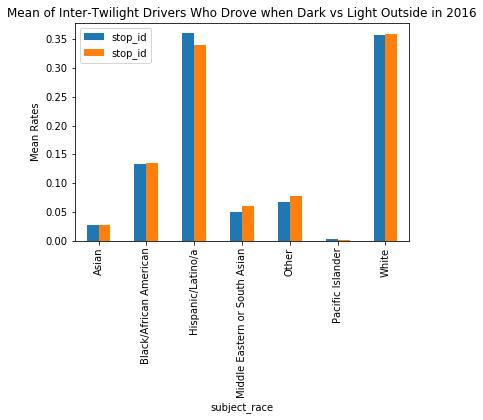 Mean of Inter-Twilight Drivers Who Drove when Dark vs Light Outside in 2016
stop_id
stop_id
Mean Rates
0.35
0.30
0.25
0.20
0.15
0.10
0.05
0.00
Asian
Black/African American
Hispanic/Latino/a
Middle Eastern or South Asian
Other
Pacific Islander
White
subject_race